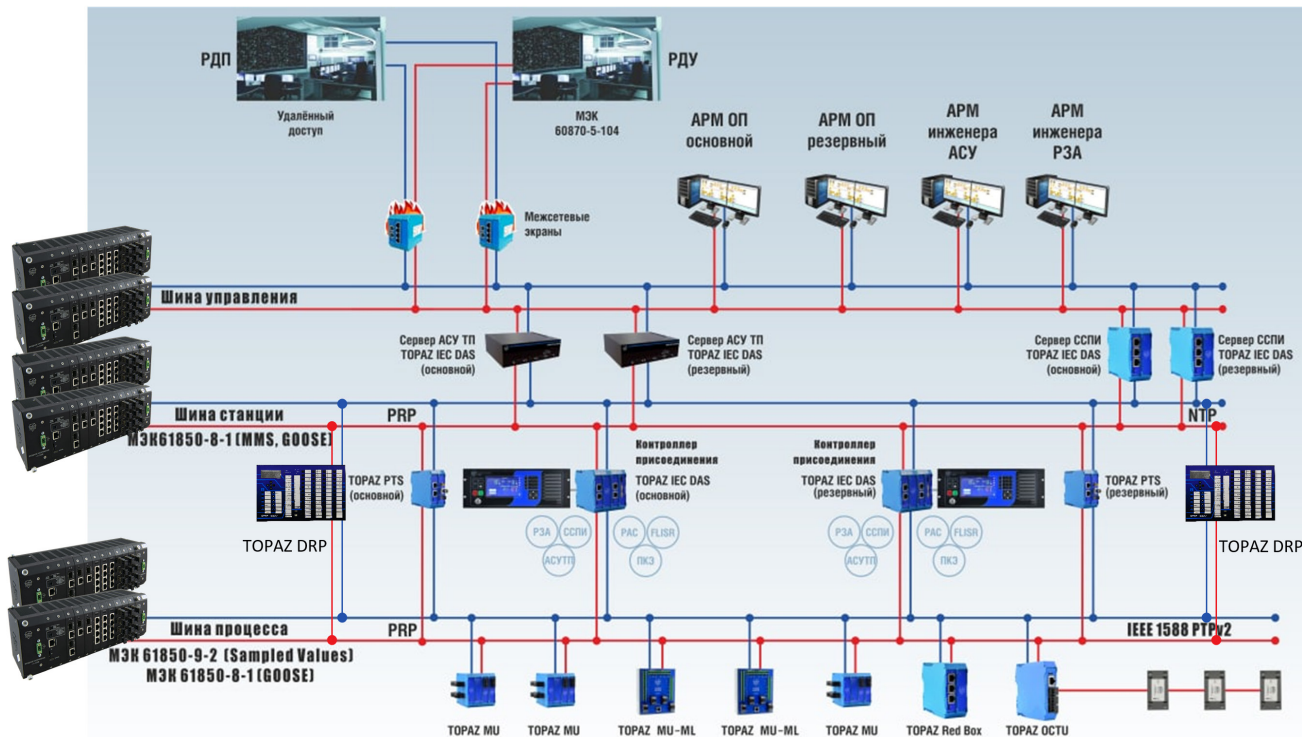 РДП
РДУ
Удалённый
доступ
МЭК
60870-5-104
АРМ ОП
основной
АРМ ОП
резервный
АРМ
инженера
АСУ
АРМ
инженера
РЗА
Межсетевые
экраны
Шина управления
Сервер АСУ ТП
TOPAZ IEC DAS
(основной)
Сервер АСУ ТП
TOPAZ IEC DAS
(резервный)
Сервер ССПИ
TOPAZ IEC DAS
(основной)
Сервер ССПИ
TOPAZ IEC DAS
(резервный)
Шина станции
PRP
NTP
МЭК61850-8-1 (MMS, GOOSE)
TOPAZ PTS
(основной)
Контроллер
присоединения
TOPAZ IEC DAS
(основной)
Контроллер
присоединения
TOPAZ IEC DAS
(резервный)
TOPAZ PTS
(резервный)
TOPAZ DRP
РЗА
ССПИ
АСУТП
РАС
FLISR
ПКЭ
РЗА
ССПИ
АСУТП
РАС
FLISR
ПКЭ
TOPAZ DRP
Шина процесса
PRP
IEEE 1588 PTPv2
МЭК 61850-9-2 (Sampled Values)
МЭК 61850-8-1 (GOOSE)
TOPAZ MU
TOPAZ MU
TOPAZ MU-ML
TOPAZ MU-ML
TOPAZ MU
TOPAZ Red Box
TOPAZ OCTU